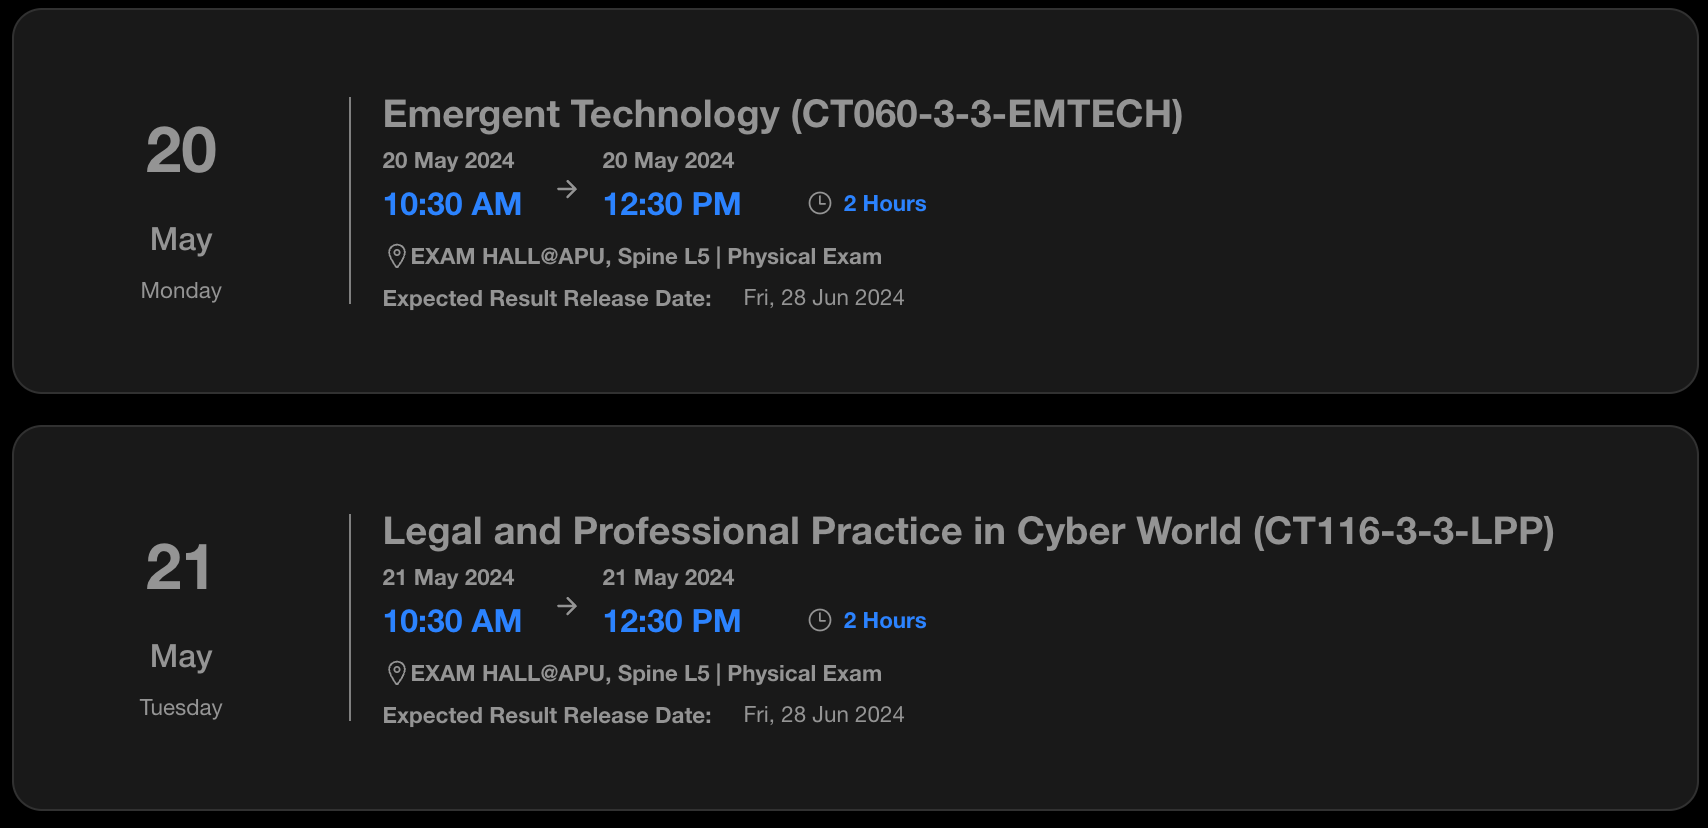 20
May
Monday
Emergent Technology (CT060-3-3-EMTECH)
20 May 2024 20 May 2024
10:30 AM → 12:30 PM 2 Hours
EXAM HALL@APU, Spine L5 | Physical Exam
Expected Result Release Date: Fri, 28 Jun 2024
21
May
Tuesday
Legal and Professional Practice in Cyber World (CT116-3-3-LPP)
21 May 2024 21 May 2024
10:30 AM → 12:30 PM 2 Hours
EXAM HALL@APU, Spine L5 | Physical Exam
Expected Result Release Date: Fri, 28 Jun 2024